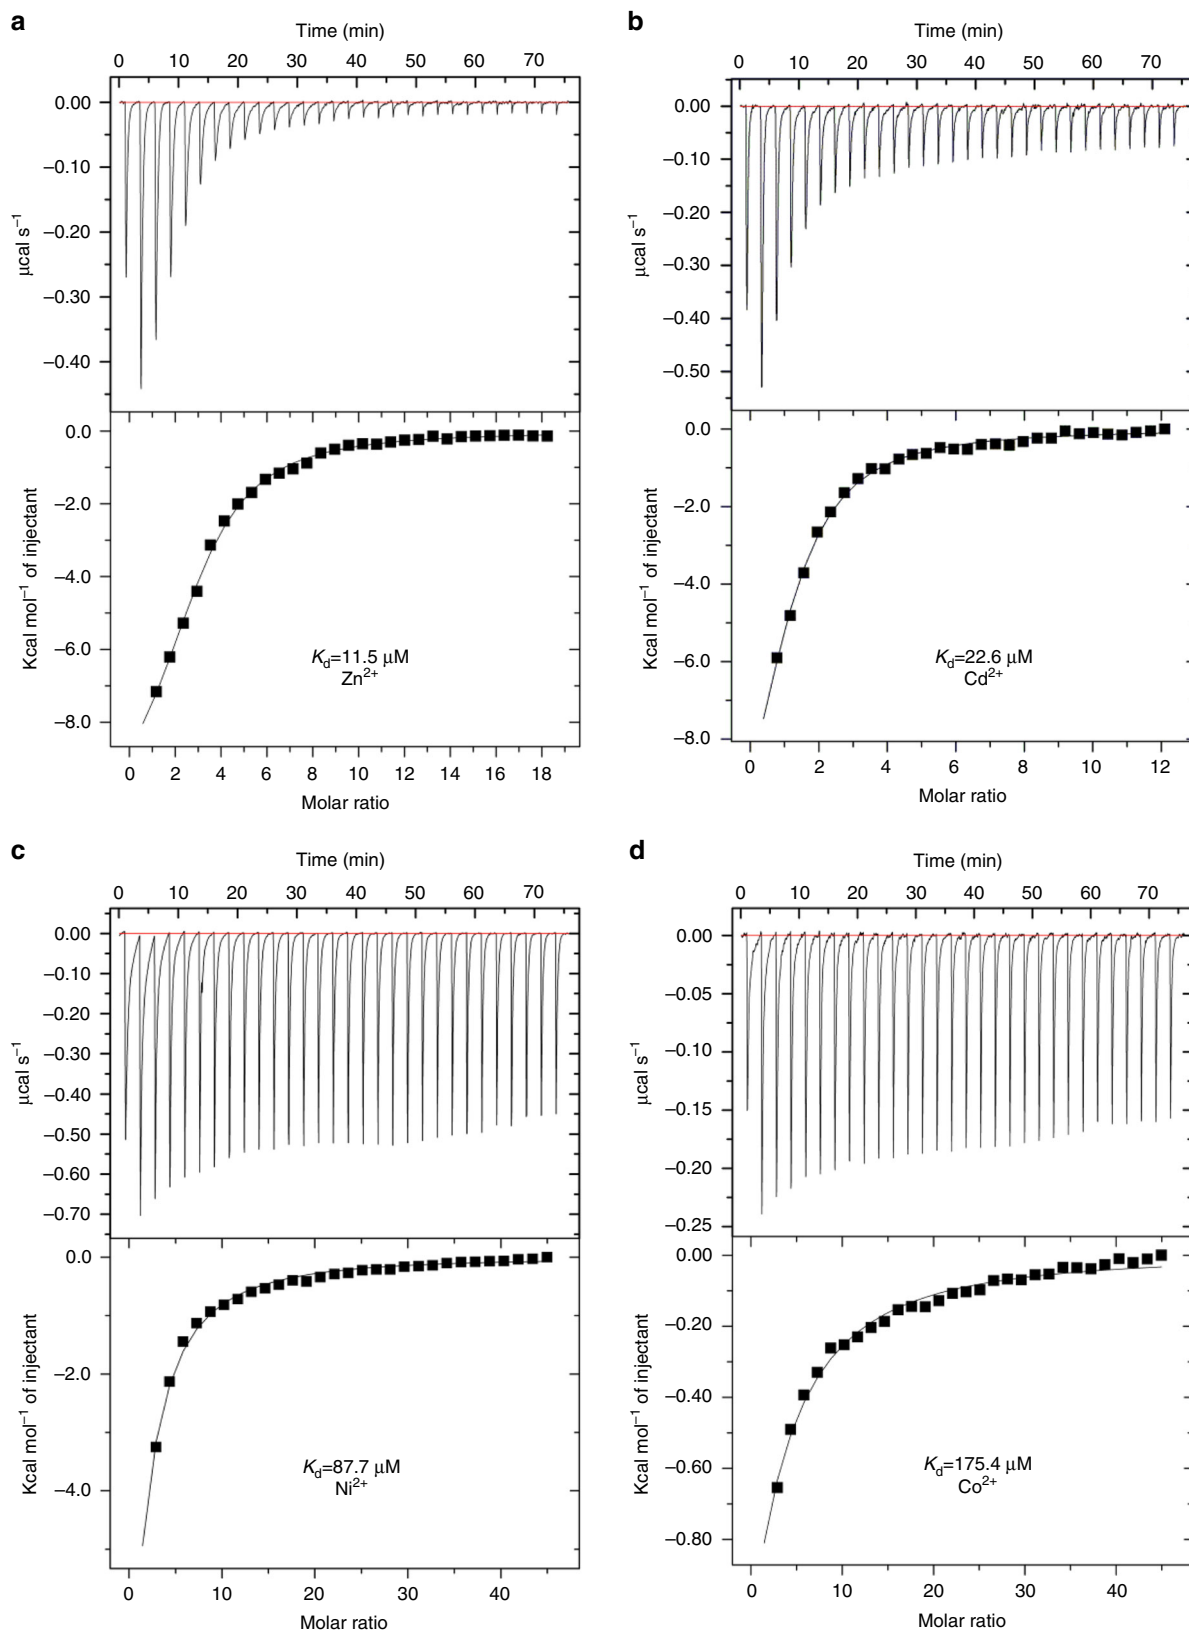 a
Time (min)
0 10 20 30 40 50 60 70
0.00
–0.10
–0.20
–0.30
–0.40
μcal s⁻¹
0.0
–2.0
–4.0
–6.0
–8.0
Kcal mol⁻¹ of injectant
Kd=11.5 μM
Zn²⁺
0 2 4 6 8 10 12 14 16 18
Molar ratio
b
Time (min)
0 10 20 30 40 50 60 70
0.00
–0.10
–0.20
–0.30
–0.40
–0.50
μcal s⁻¹
0.0
–2.0
–4.0
–6.0
–8.0
Kcal mol⁻¹ of injectant
Kd=22.6 μM
Cd²⁺
0 2 4 6 8 10 12
Molar ratio
c
Time (min)
0 10 20 30 40 50 60 70
0.00
–0.10
–0.20
–0.30
–0.40
–0.50
–0.60
–0.70
μcal s⁻¹
0.0
–2.0
–4.0
Kcal mol⁻¹ of injectant
Kd=87.7 μM
Ni²⁺
0 10 20 30 40
Molar ratio
d
Time (min)
0 10 20 30 40 50 60 70
0.00
–0.05
–0.10
–0.15
–0.20
–0.25
μcal s⁻¹
0.00
–0.20
–0.40
–0.60
–0.80
Kcal mol⁻¹ of injectant
Kd=175.4 μM
Co²⁺
0 10 20 30 40
Molar ratio